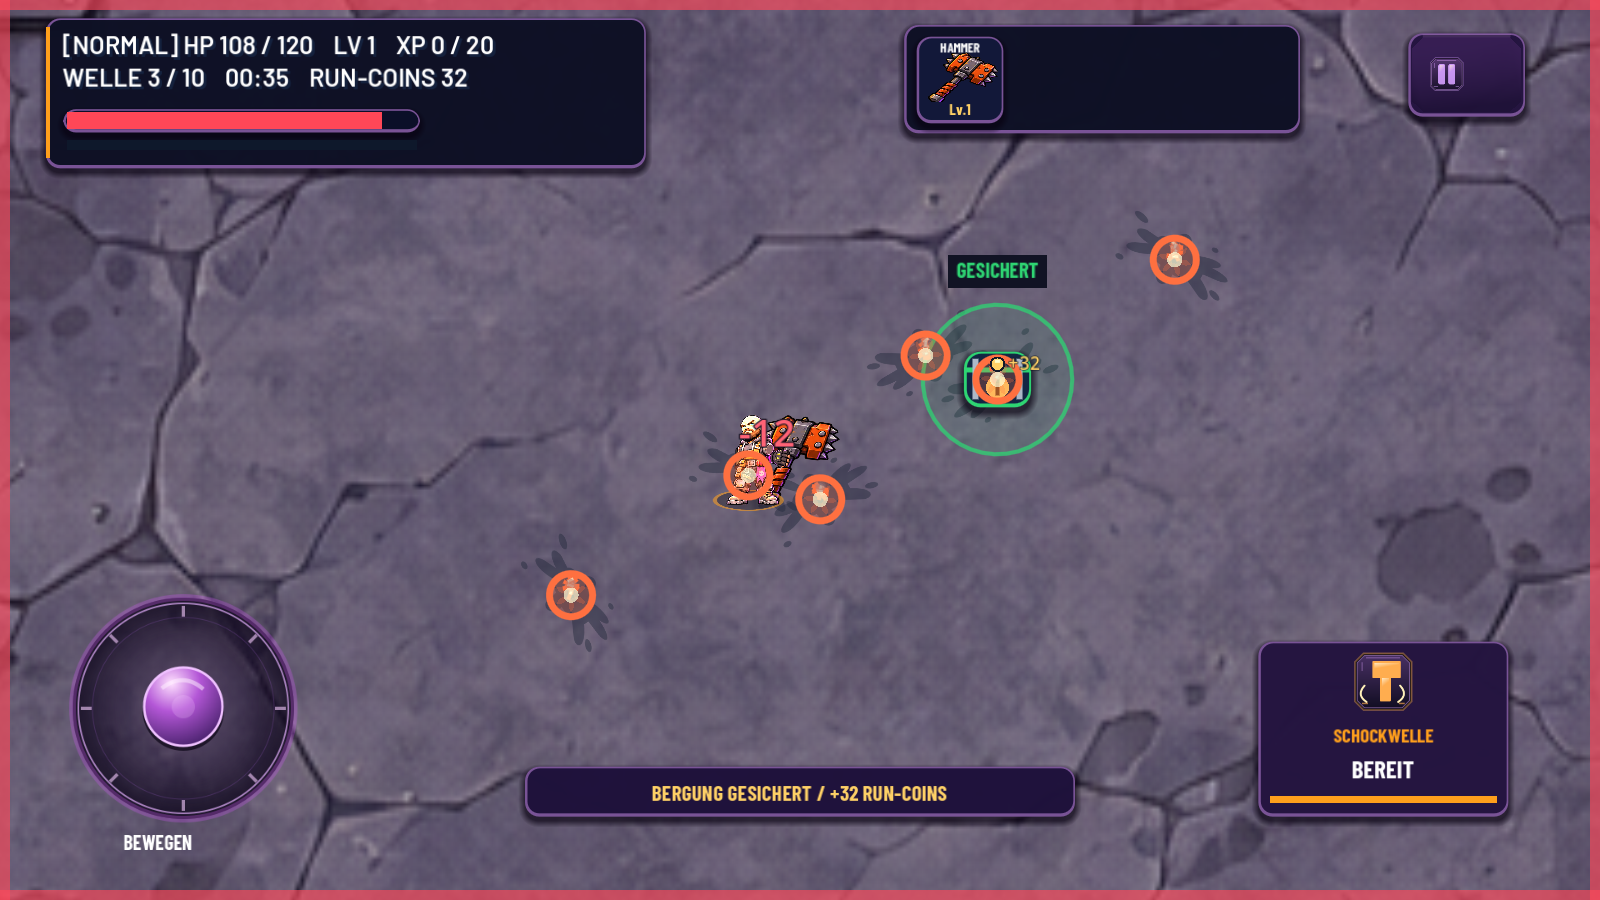 [NORMAL] HP 108 / 120 LV 1 XP 0 / 20
WELLE 3 / 10 00:35 RUN-COINS 32
HAMMER
Lv.1
GESICHERT
+32
-12
SCHOCKWELLE
BEREIT
BERGUNG GESICHERT / +32 RUN-COINS
BEWEGEN